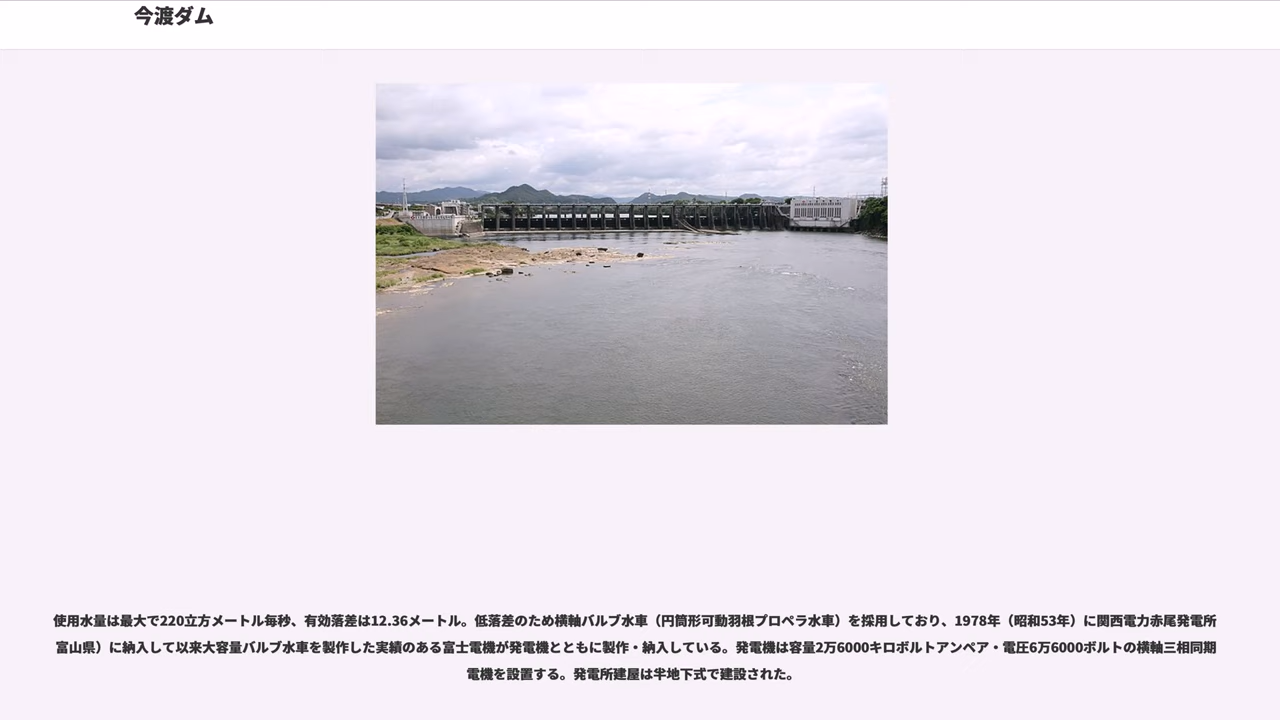 今渡ダム
使用水量は最大で220立方メートル毎秒、有効落差は12.36メートル。低落差のため横軸バルブ水車（円筒形可動羽根プロペラ水車）を採用しており、1978年（昭和53年）に関西電力赤尾発電所
富山県）に納入して以来大容量バルブ水車を製作した実績のある富士電機が発電機とともに製作・納入している。発電機は容量2万6000キロボルトアンペア・電圧6万6000ボルトの横軸三相同期
電機を設置する。発電所建屋は半地下式で建設された。